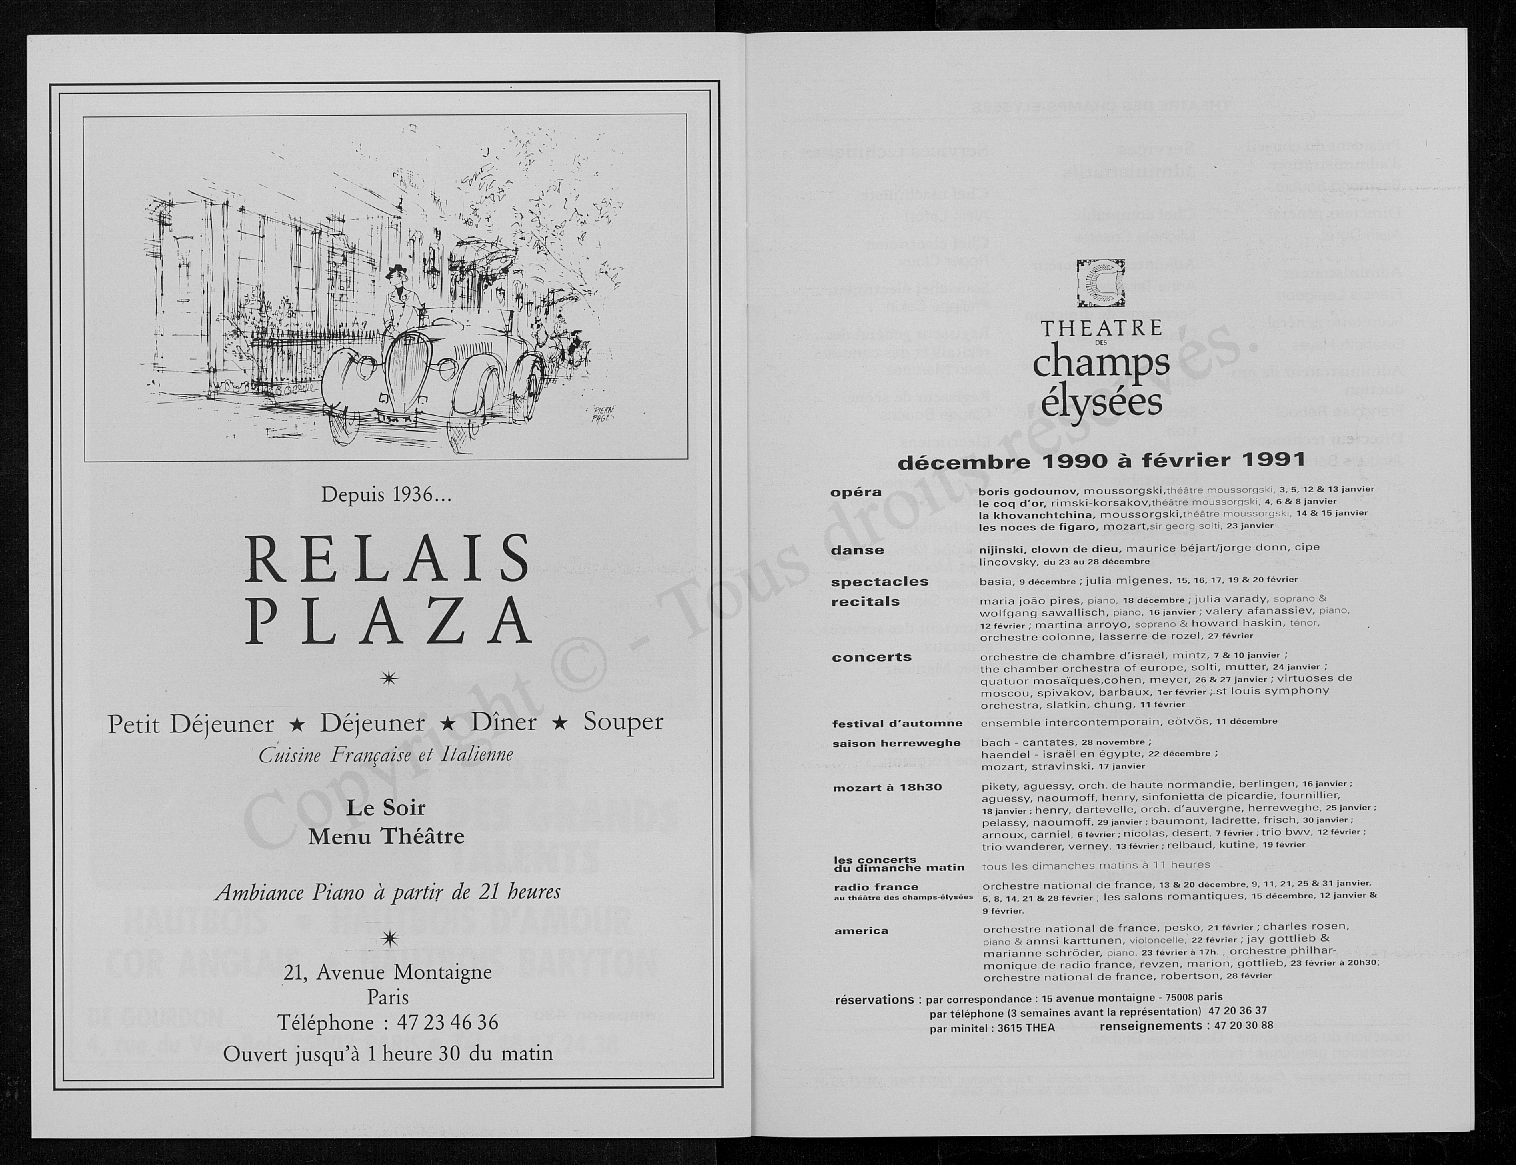 PIERRE
PAGES
Depuis 1936...
RELAIS
PLAZA
Petit Déjeuner ★ Déjeuner ★ Dîner ★ Souper
Cuisine Française et Italienne
Le Soir
Menu Théâtre
Ambiance Piano à partir de 21 heures
21, Avenue Montaigne
Paris
Téléphone : 47 23 46 36
Ouvert jusqu'à 1 heure 30 du matin
THEATRE
DES
champs
élysées
décembre 1990 à février 1991
opéra boris godounov, moussorgski, théâtre moussorgski, 3, 5, 12 & 13 janvier
le coq d'or, rimski-korsakov, théâtre moussorgski, 4, 6 & 8 janvier
la khovanchtchina, moussorgski, théâtre moussorgski, 14 & 15 janvier
les noces de figaro, mozart, sir georg solti, 23 janvier
danse nijinski, clown de dieu, maurice béjart/jorge donn, cipe
lincovsky, du 23 au 28 décembre
spectacles basia, 9 décembre ; julia migenes, 15, 16, 17, 19 & 20 février
recitals maria joão pires, piano, 18 décembre ; julia varady, soprano &
wolfgang sawallisch, piano, 16 janvier ; valery afanassiev, piano,
12 février ; martina arroyo, soprano & howard haskin, ténor,
orchestre colonne, lasserre de rozel, 27 février
concerts orchestre de chambre d'israël, mintz, 7 & 10 janvier ;
the chamber orchestra of europe, solti, mutter, 24 janvier ;
quatuor mosaïques, cohen, meyer, 26 & 27 janvier ; virtuoses de
moscou, spivakov, barbaux, 1er février ; st louis symphony
orchestra, slatkin, chung, 11 février
festival d'automne ensemble intercontemporain, eötvös, 11 décembre
saison herreweghe bach - cantates, 28 novembre ;
haendel - israël en égypte, 22 décembre ;
mozart, stravinski, 17 janvier
mozart à 18h30 pikety, aguessy, orch. de haute normandie, berlingen, 16 janvier ;
aguessy, naoumoff, henry, sinfonietta de picardie, fournillier,
18 janvier ; henry, dartevelle, orch. d'auvergne, herreweghe, 25 janvier ;
pelassy, naoumoff, 29 janvier ; baumont, ladrette, frisch, 30 janvier ;
arnoux, carniel, 6 février ; nicolas, desert, 7 février ; trio bwv, 12 février ;
trio wanderer, verney, 13 février ; relbaud, kutine, 19 février
les concerts
du dimanche matin tous les dimanches matins à 11 heures
radio france orchestre national de france, 13 & 20 décembre, 9, 11, 21, 25 & 31 janvier,
au théâtre des champs-élysées 5, 8, 14, 21 & 28 février ; les salons romantiques, 15 décembre, 12 janvier &
9 février.
america orchestre national de france, pesko, 21 février ; charles rosen,
piano & annsi karttunen, violoncelle, 22 février ; jay gottlieb &
marianne schröder, piano, 23 février à 17h. , orchestre philhar-
monique de radio france, revzen, marion, gottlieb, 23 février à 20h30;
orchestre national de france, robertson, 28 février
réservations : par correspondance : 15 avenue montaigne - 75008 paris
par téléphone (3 semaines avant la représentation) 47 20 36 37
par minitel : 3615 THEA renseignements : 47 20 30 88
Copyright © - Tous droits réservés.